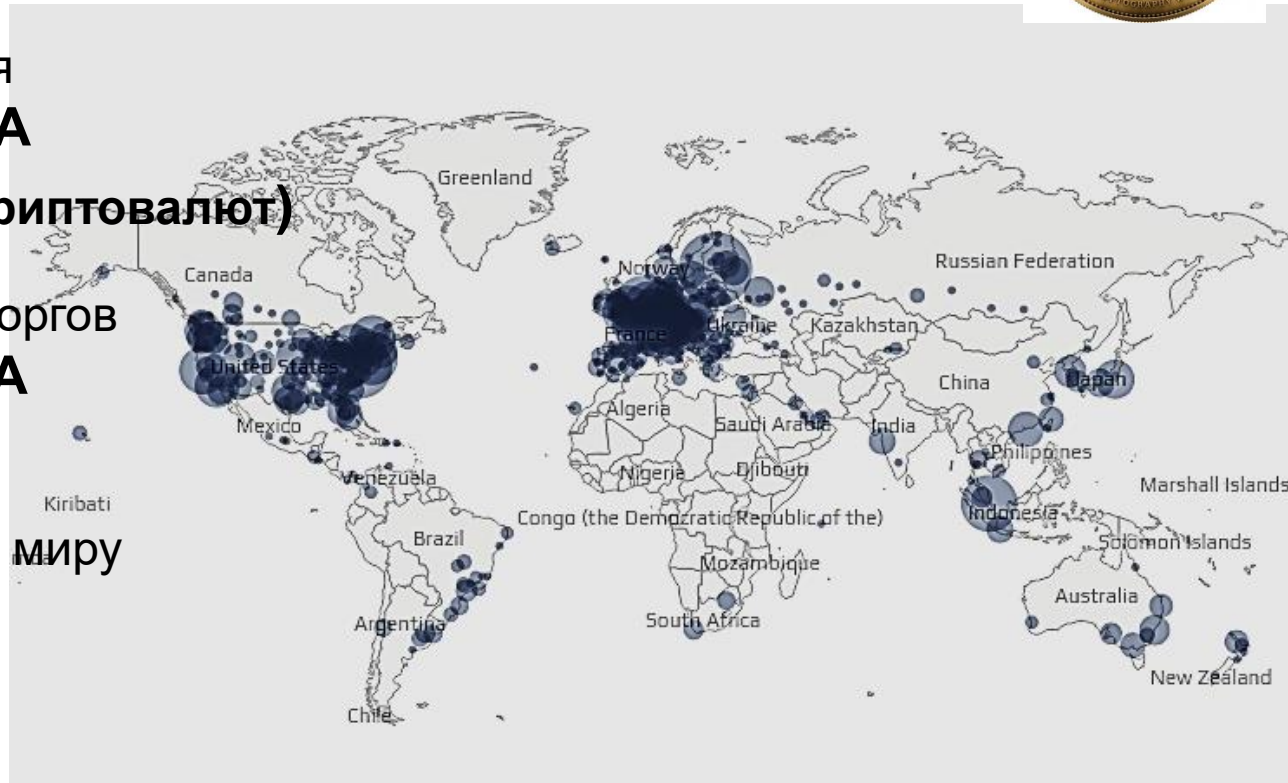 я
А
риптовалют)
оргов
А
миру
Greenland
Canada
Norway
Russian Federation
France
Ukraine
Kazakhstan
United States
China
Japan
Mexico
Algeria
Saudi Arabia
India
Philippines
Venezuela
Nigeria
Djibouti
Marshall Islands
Kiribati
Indonesia
Congo (the Democratic Republic of the)
Brazil
Solomon Islands
Mozambique
Australia
Argentina
South Africa
New Zealand
Chile